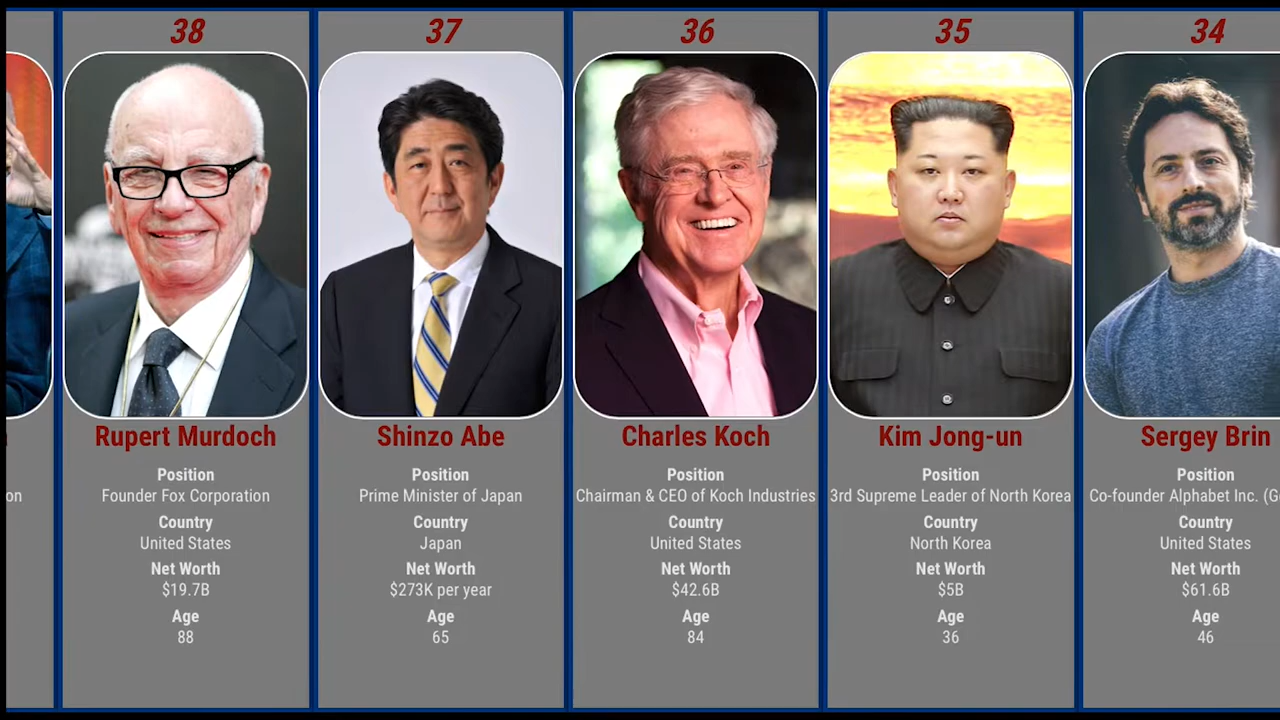 38
Rupert Murdoch
Position
Founder Fox Corporation
Country
United States
Net Worth
$19.7B
Age
88
37
Shinzo Abe
Position
Prime Minister of Japan
Country
Japan
Net Worth
$273K per year
Age
65
36
Charles Koch
Position
Chairman & CEO of Koch Industries
Country
United States
Net Worth
$42.6B
Age
84
35
Kim Jong-un
Position
3rd Supreme Leader of North Korea
Country
North Korea
Net Worth
$5B
Age
36
34
Sergey Brin
Position
Co-founder Alphabet Inc.
Country
United States
Net Worth
$61.6B
Age
46